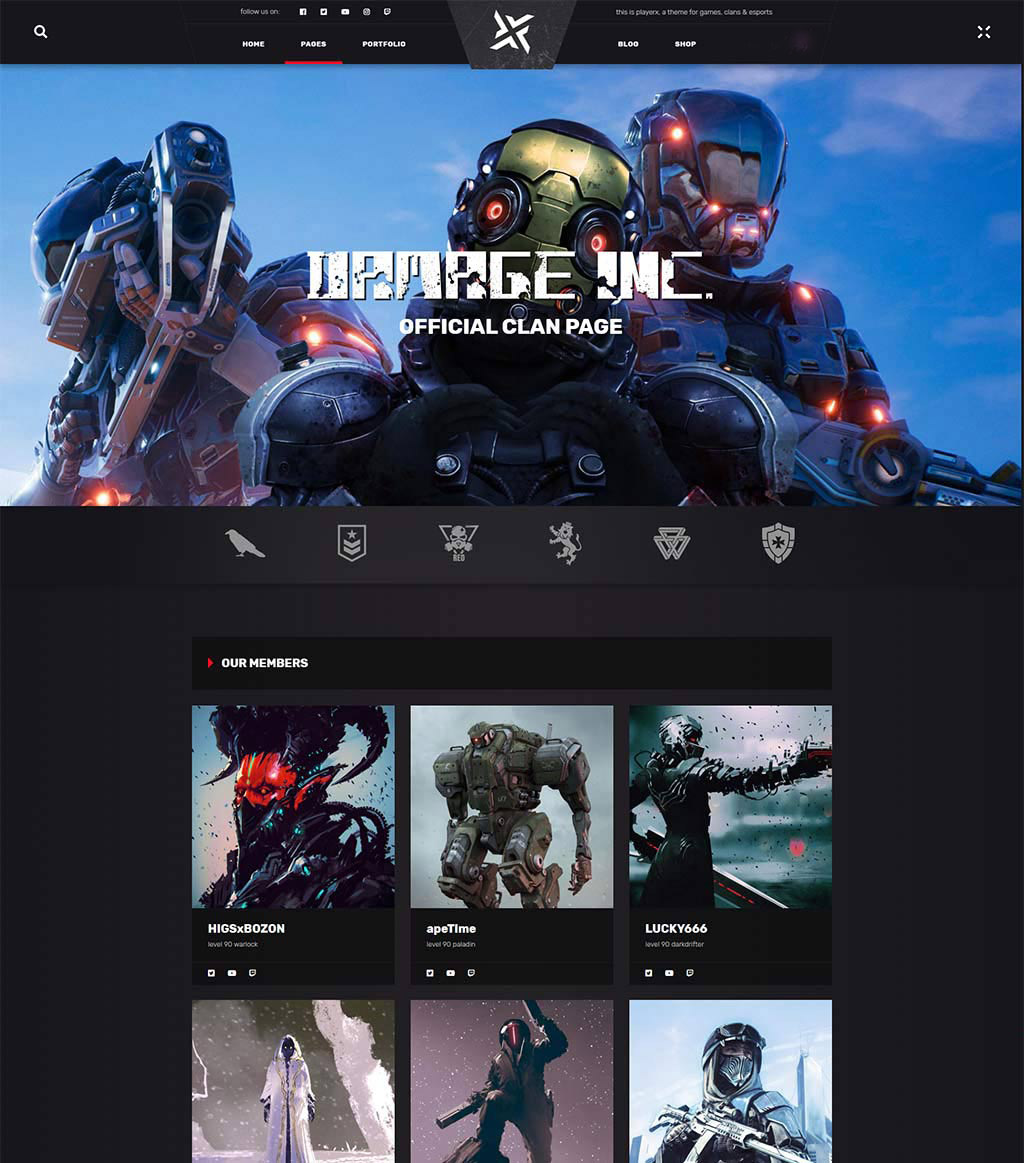 follow us on:
this is playerx, a theme for games, clans & esports
HOME
PAGES
PORTFOLIO
BLOG
SHOP
DAMAGE INC.
OFFICIAL CLAN PAGE
RED
OUR MEMBERS
HIGSxBOZON
apeTIme
LUCKY666
level 90 warlock
level 90 paladin
level 90 darkdrifter